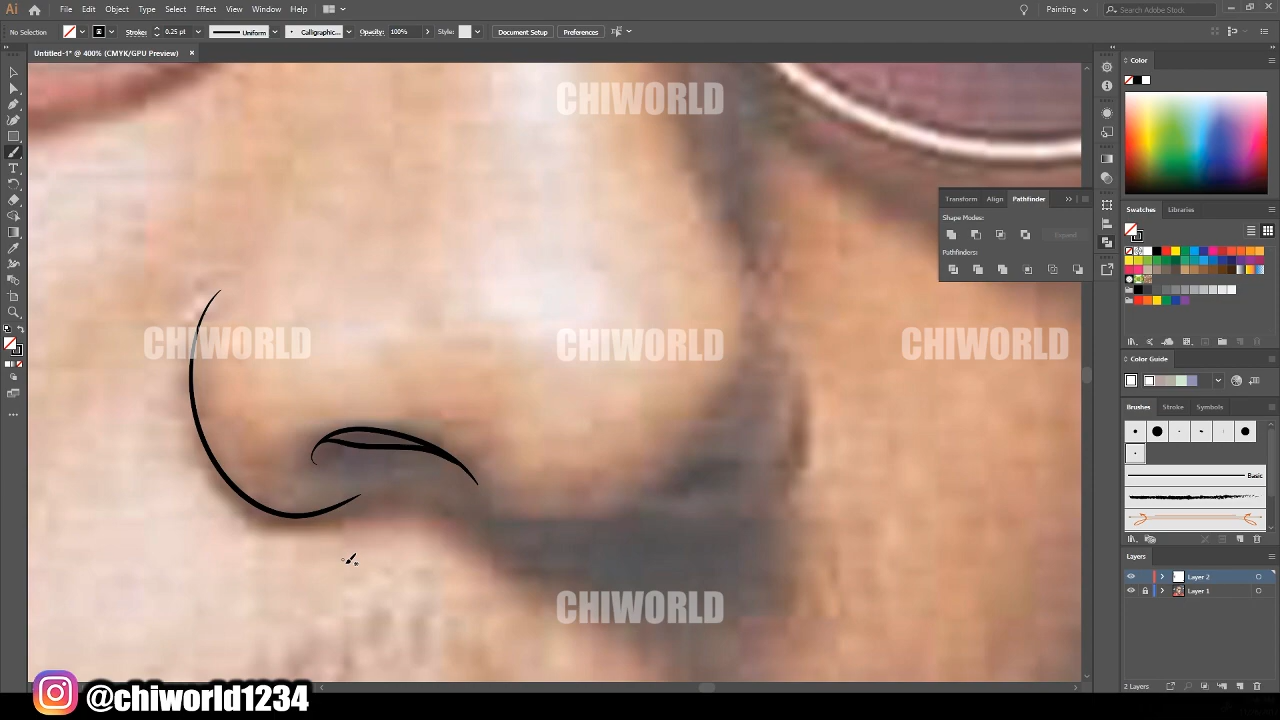 Ai File Edit Object Type Select Effect View Window Help Painting Search Adobe Stock
No Selection Stroke: 0.25 pt Uniform Calligraphic... Opacity: 100% Style: Document Setup Preferences
Untitled-1* @ 400% (CMYK/GPU Preview)
Color
CHIWORLD
Transform Align Pathfinder
Shape Modes:
Expand
Pathfinders:
Swatches Libraries
CHIWORLD CHIWORLD CHIWORLD
Color Guide
Brushes Stroke Symbols
Basic
Layers
Layer 2
Layer 1
CHIWORLD
2 Layers
@chiworld1234